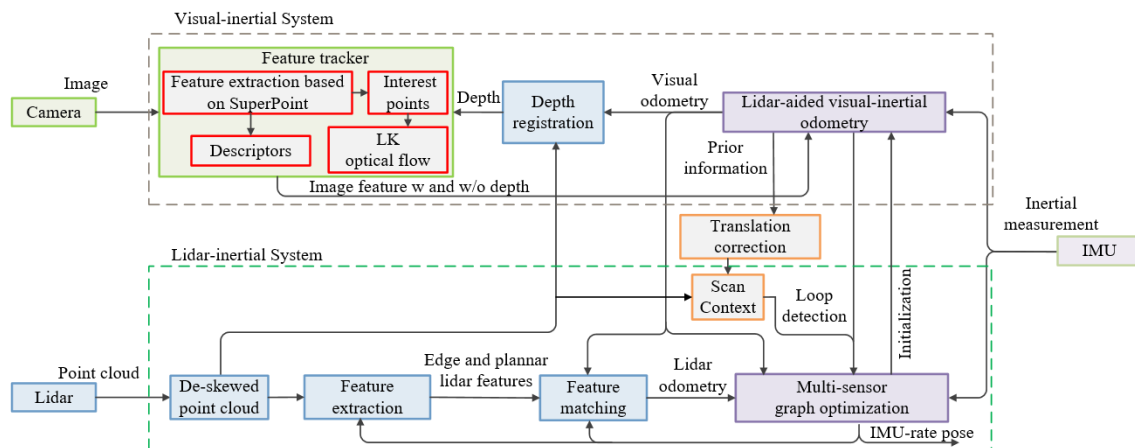 Visual-inertial System
Feature tracker
Image
Camera
Feature extraction based
on SuperPoint
Interest
points
Descriptors
LK
optical flow
Depth
Depth
registration
Visual
odometry
Lidar-aided visual-inertial
odometry
Prior
information
Image feature w and w/o depth
Inertial
measurement
IMU
Translation
correction
Lidar-inertial System
Scan
Context
Loop
detection
Initialization
Point cloud
Lidar
De-skewed
point cloud
Feature
extraction
Edge and plannar
lidar features
Feature
matching
Lidar
odometry
Multi-sensor
graph optimization
IMU-rate pose